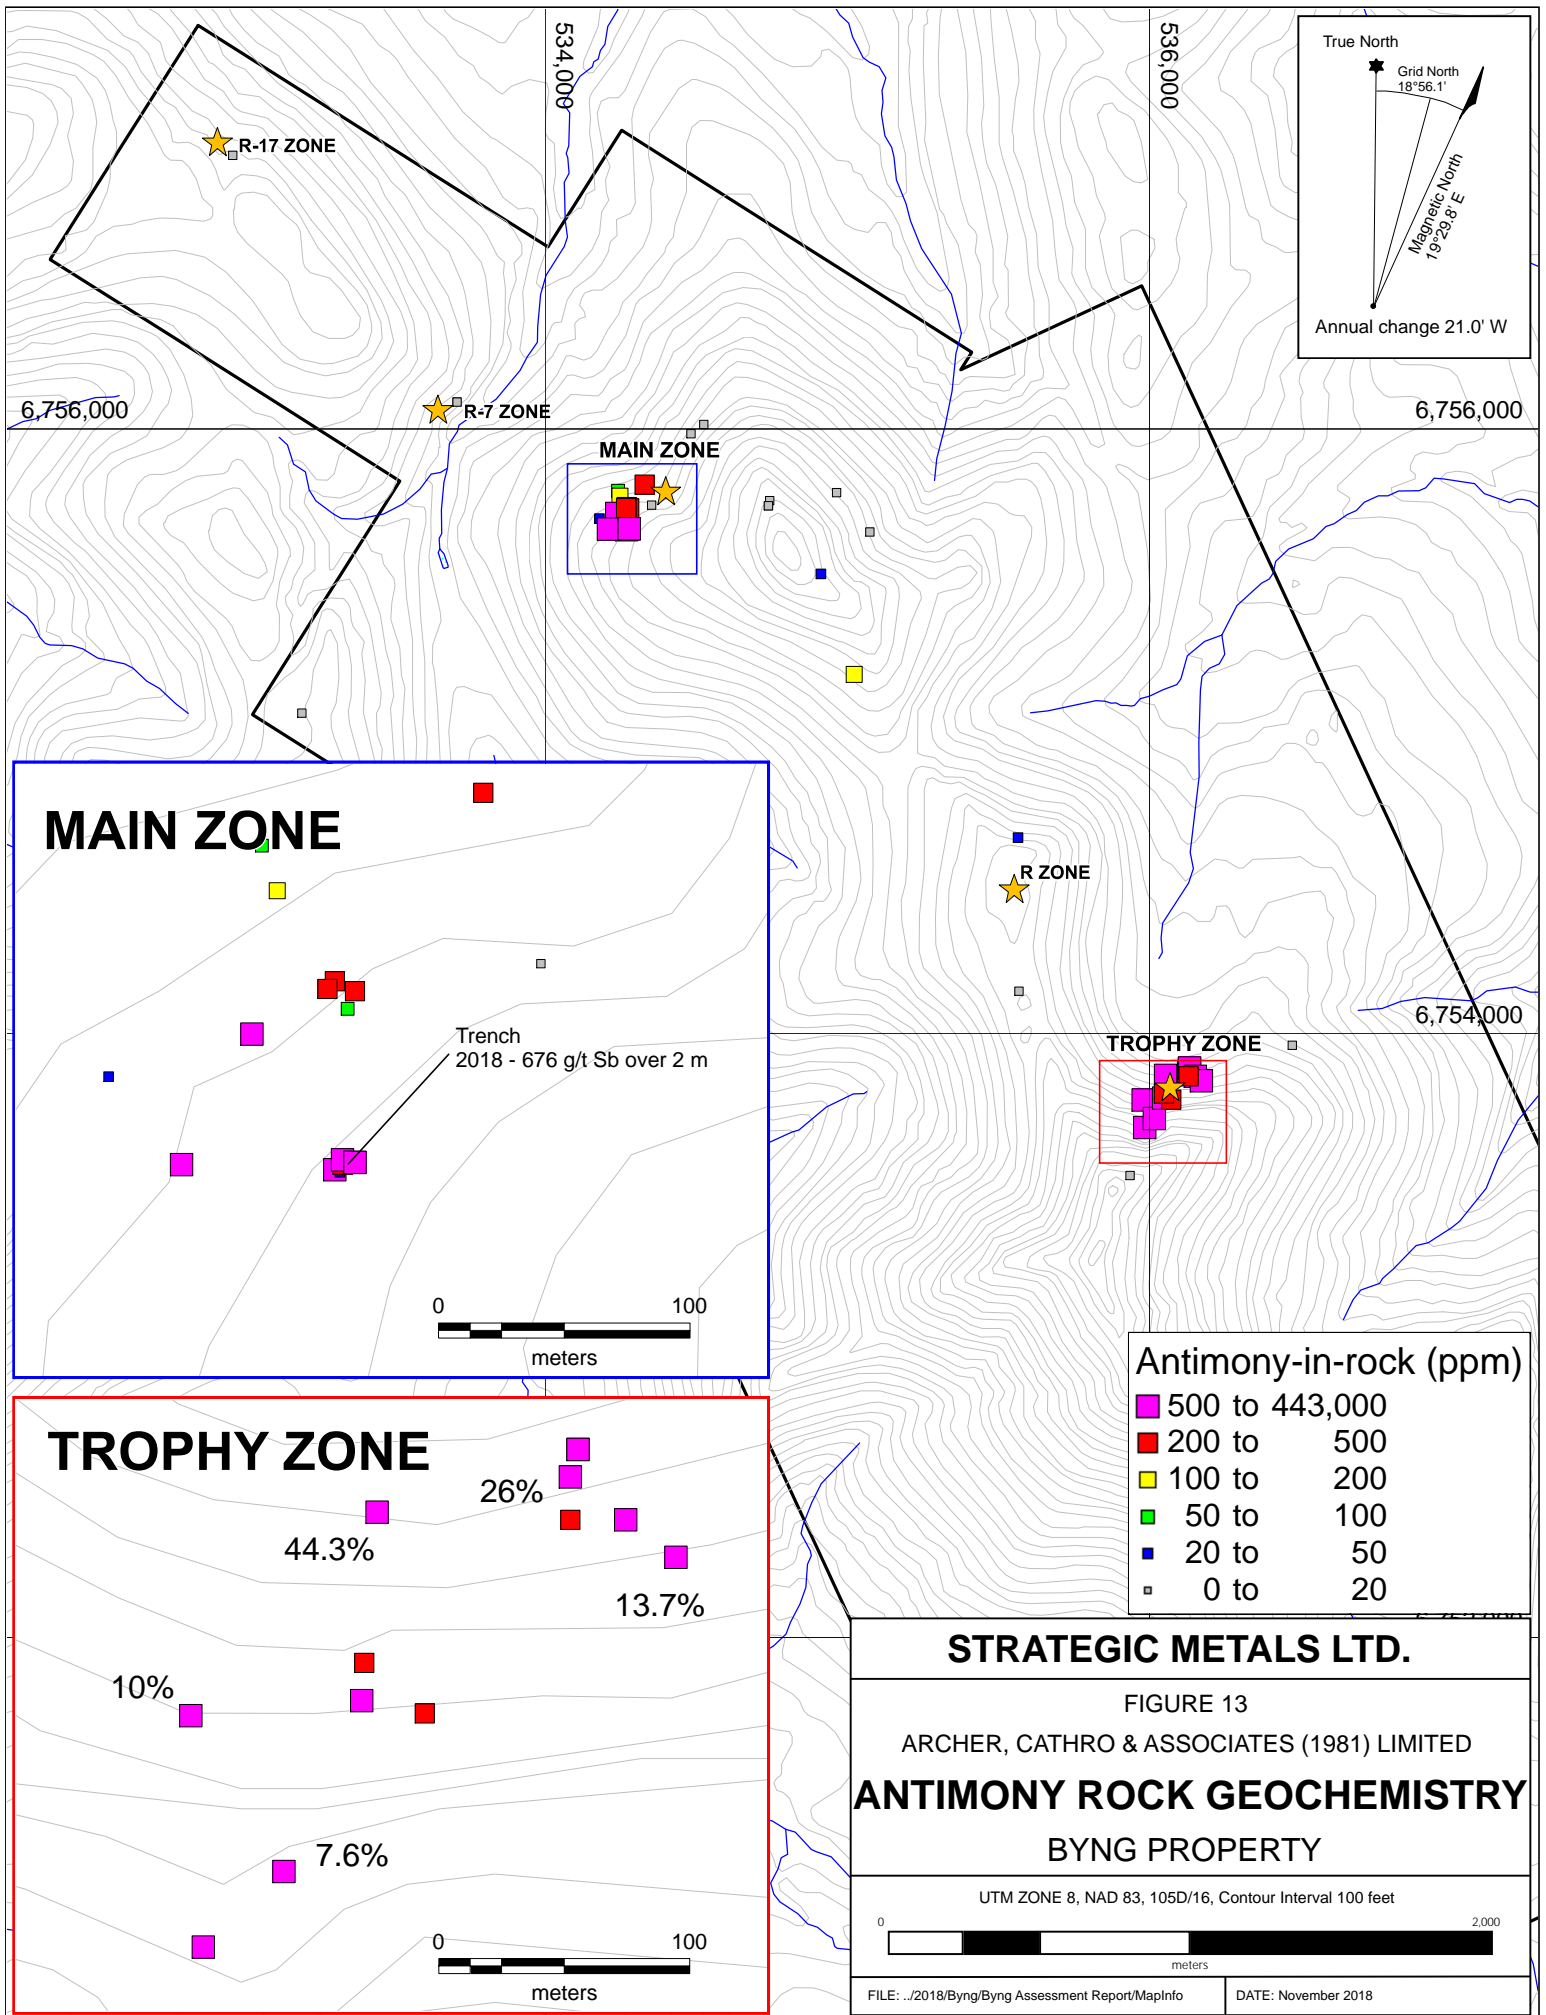 534,000
536,000
True North
Grid North
18°56.1'
Magnetic North
19°29.8' E
Annual change 21.0' W
R-17 ZONE
6,756,000
R-7 ZONE
6,756,000
MAIN ZONE
R ZONE
6,754,000
TROPHY ZONE
MAIN ZONE
Trench
2018 - 676 g/t Sb over 2 m
0 100
meters
TROPHY ZONE
26%
44.3%
13.7%
10%
7.6%
0 100
meters
Antimony-in-rock (ppm)
500 to 443,000
200 to 500
100 to 200
50 to 100
20 to 50
0 to 20
STRATEGIC METALS LTD.
FIGURE 13
ARCHER, CATHRO & ASSOCIATES (1981) LIMITED
ANTIMONY ROCK GEOCHEMISTRY
BYNG PROPERTY
UTM ZONE 8, NAD 83, 105D/16, Contour Interval 100 feet
0 2,000
meters
FILE: ../2018/Byng/Byng Assessment Report/MapInfo
DATE: November 2018